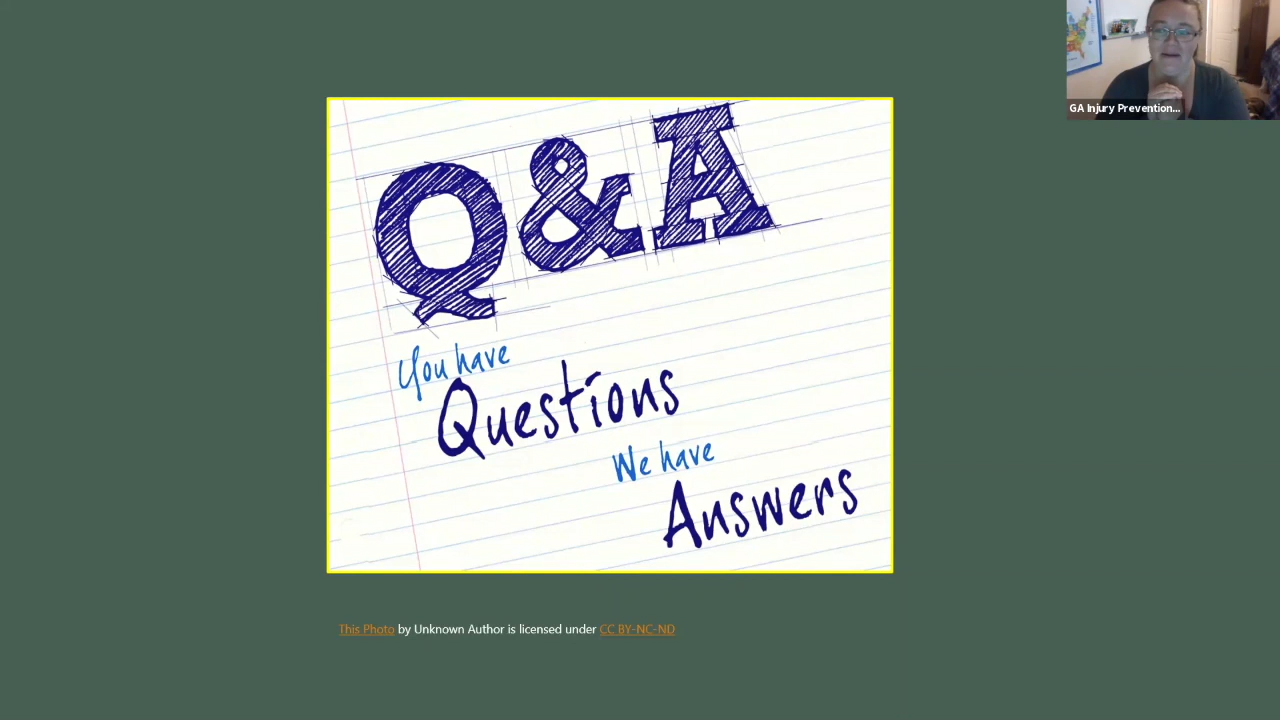 GA Injury Prevention...
Q&A
You have
Questions
We have
Answers
This Photo by Unknown Author is licensed under CC BY-NC-ND